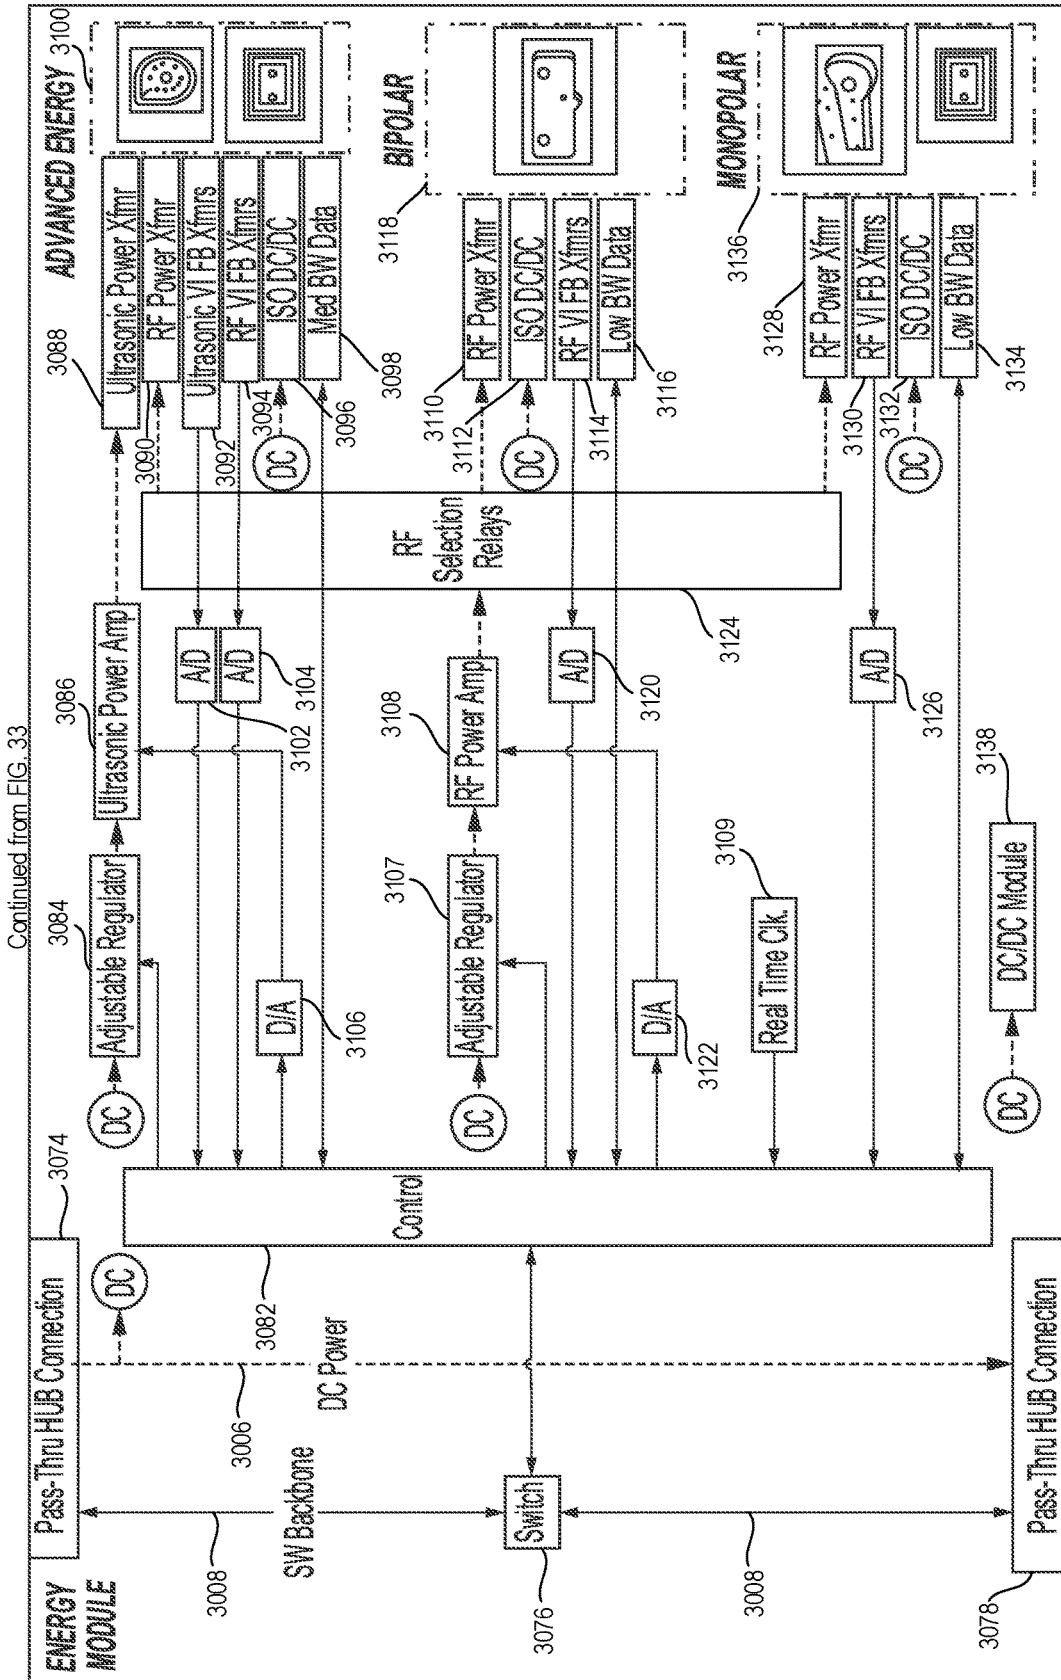 Continued from FIG. 33
ENERGY
MODULE
Pass-Thru HUB Connection
3074
3008
SW Backbone
3006
DC Power
DC
Switch
3076
3008
Pass-Thru HUB Connection
3078
Control
3082
DC
Adjustable Regulator
3084
Ultrasonic Power Amp
3086
A/D
3102
A/D
3104
D/A
3106
DC
Adjustable Regulator
3107
RF Power Amp
3108
A/D
3120
D/A
3122
Real Time Clk.
3109
A/D
3126
DC
DC/DC Module
3138
RF
Selection
Relays
3124
ADVANCED ENERGY
3100
Ultrasonic Power Xfmr
3088
RF Power Xfmr
3090
Ultrasonic VI FB Xfmrs
3092
RF VI FB Xfmrs
3094
ISO DC/DC
3096
DC
Med BW Data
3098
BIPOLAR
3118
RF Power Xfmr
3110
ISO DC/DC
3112
DC
RF VI FB Xfmrs
3114
Low BW Data
3116
MONOPOLAR
3136
RF Power Xfmr
3128
RF VI FB Xfmrs
3130
ISO DC/DC
3132
DC
Low BW Data
3134